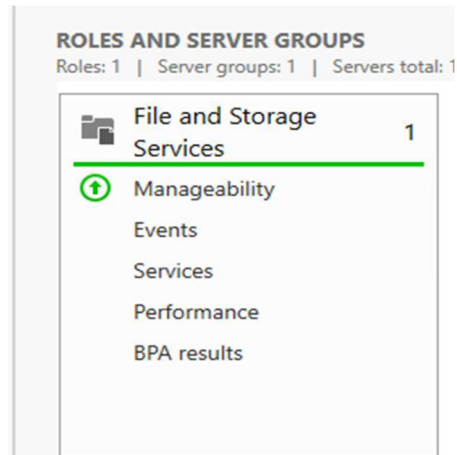 ROLES AND SERVER GROUPS
Roles: 1 | Server groups: 1 | Servers total: 1
File and Storage
Services
1
Manageability
Events
Services
Performance
BPA results